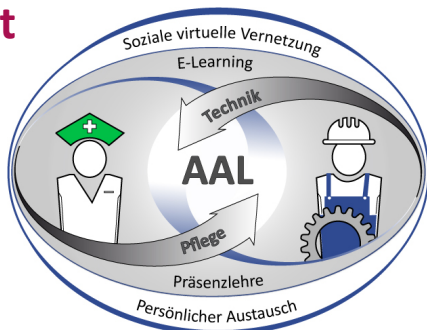 t
Soziale virtuelle Vernetzung
E-Learning
Technik
AAL
Pflege
Präsenzlehre
Persönlicher Austausch